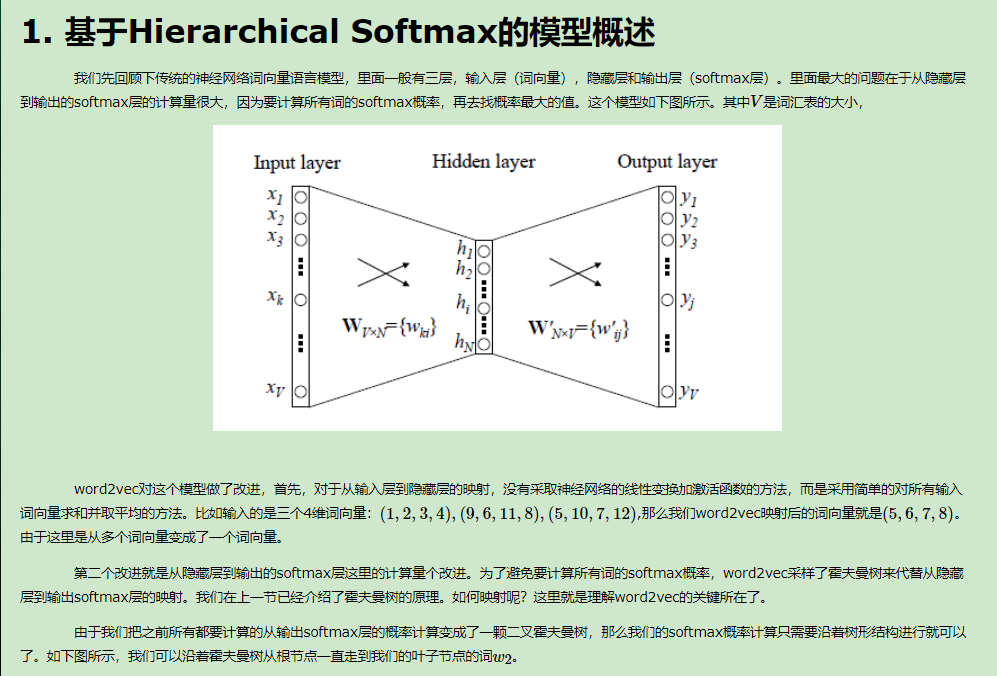 1. 基于Hierarchical Softmax的模型概述
我们先回顾下传统的神经网络词向量语言模型，里面一般有三层，输入层（词向量），隐藏层和输出层（softmax层）。里面最大的问题在于从隐藏层
到输出的softmax层的计算量很大，因为要计算所有词的softmax概率，再去找概率最大的值。这个模型如下图所示。其中V是词汇表的大小，
Input layer Hidden layer Output layer
x1 y1
x2 y2
x3 y3
h1
h2
xk hi yj
W_{V×N}={w_{ki}} W'_{N×V}={w'_{ij}}
hN
xV yV
word2vec对这个模型做了改进，首先，对于从输入层到隐藏层的映射，没有采取神经网络的线性变换加激活函数的方法，而是采用简单的对所有输入
词向量求和并取平均的方法。比如输入的是三个4维词向量：(1,2,3,4),(9,6,11,8),(5,10,7,12),那么我们word2vec映射后的词向量就是(5,6,7,8)。
由于这里是从多个词向量变成了一个词向量。
第二个改进就是从隐藏层到输出的softmax层这里的计算量个改进。为了避免要计算所有词的softmax概率，word2vec采样了霍夫曼树来代替从隐藏
层到输出softmax层的映射。我们在上一节已经介绍了霍夫曼树的原理。如何映射呢？这里就是理解word2vec的关键所在了。
由于我们把之前所有都要计算的从输出softmax层的概率计算变成了一颗二叉霍夫曼树，那么我们的softmax概率计算只需要沿着树形结构进行就可以
了。如下图所示，我们可以沿着霍夫曼树从根节点一直走到我们的叶子节点的词w2。